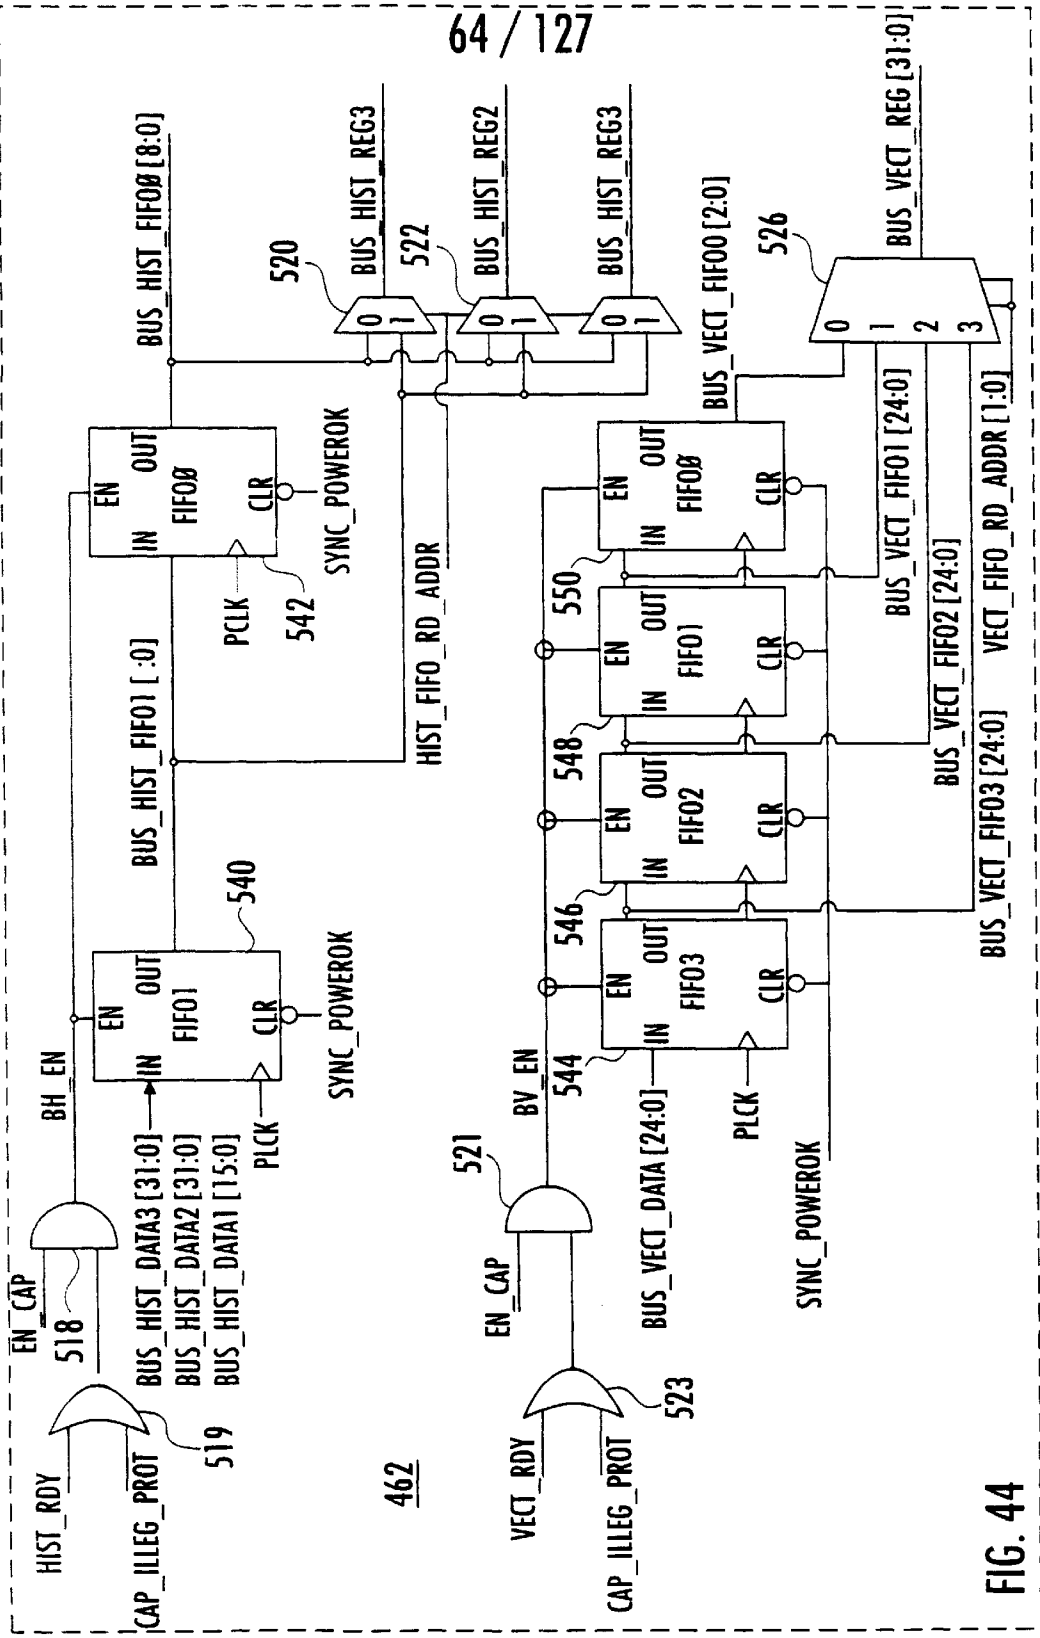 64 / 127
HIST_RDY
CAP_ILLEG_PROT
519
EN_CAP
518
BH_EN
BUS_HIST_DATA3 [31:0]
BUS_HIST_DATA2 [31:0]
BUS_HIST_DATA1 [15:0]
PLCK
IN
EN
OUT
FIFO1
CLR
540
SYNC_POWEROK
BUS_HIST_FIFO1 [ :0]
IN
EN
OUT
FIFO0
CLR
PCLK
542
SYNC_POWEROK
BUS_HIST_FIFO0 [8:0]
HIST_FIFO_RD_ADDR
520
0
1
BUS_HIST_REG3
522
0
1
BUS_HIST_REG2
0
1
BUS_HIST_REG3
462
VECT_RDY
CAP_ILLEG_PROT
523
EN_CAP
521
BV_EN
BUS_VECT_DATA [24:0]
PLCK
SYNC_POWEROK
544
IN
EN
OUT
FIFO3
CLR
546
IN
EN
OUT
FIFO2
CLR
548
IN
EN
OUT
FIFO1
CLR
550
IN
EN
OUT
FIFO0
CLR
BUS_VECT_FIFO0 [2:0]
BUS_VECT_FIFO1 [24:0]
BUS_VECT_FIFO2 [24:0]
BUS_VECT_FIFO3 [24:0]
VECT_FIFO_RD_ADDR [1:0]
526
0
1
2
3
BUS_VECT_REG [31:0]
FIG. 44